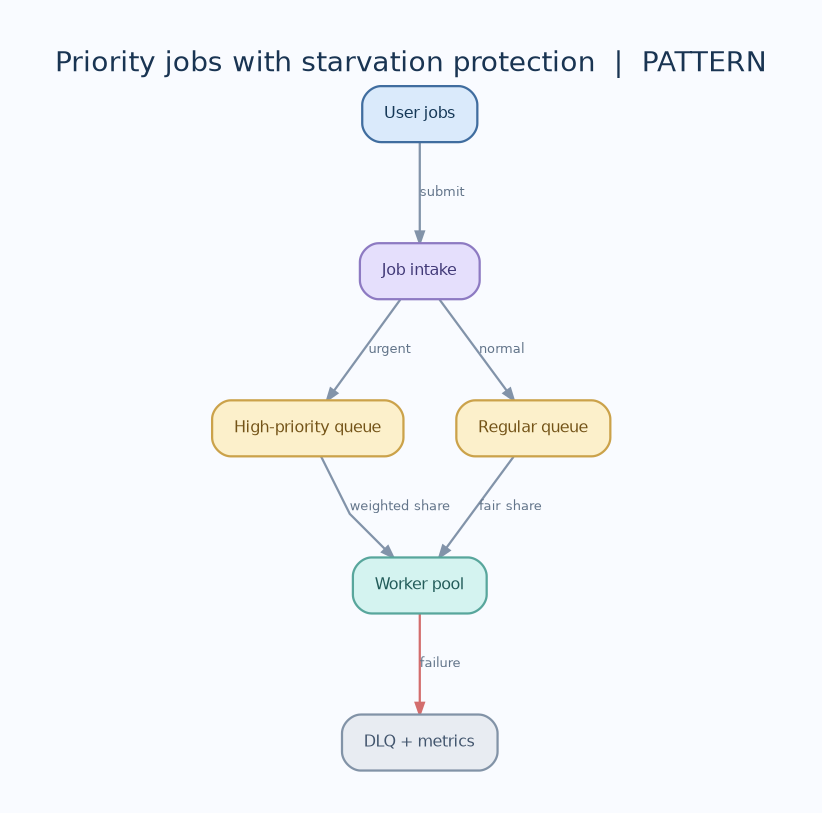 Priority jobs with starvation protection | PATTERN
User jobs
submit
Job intake
urgent
normal
High-priority queue
Regular queue
weighted share
fair share
Worker pool
failure
DLQ + metrics